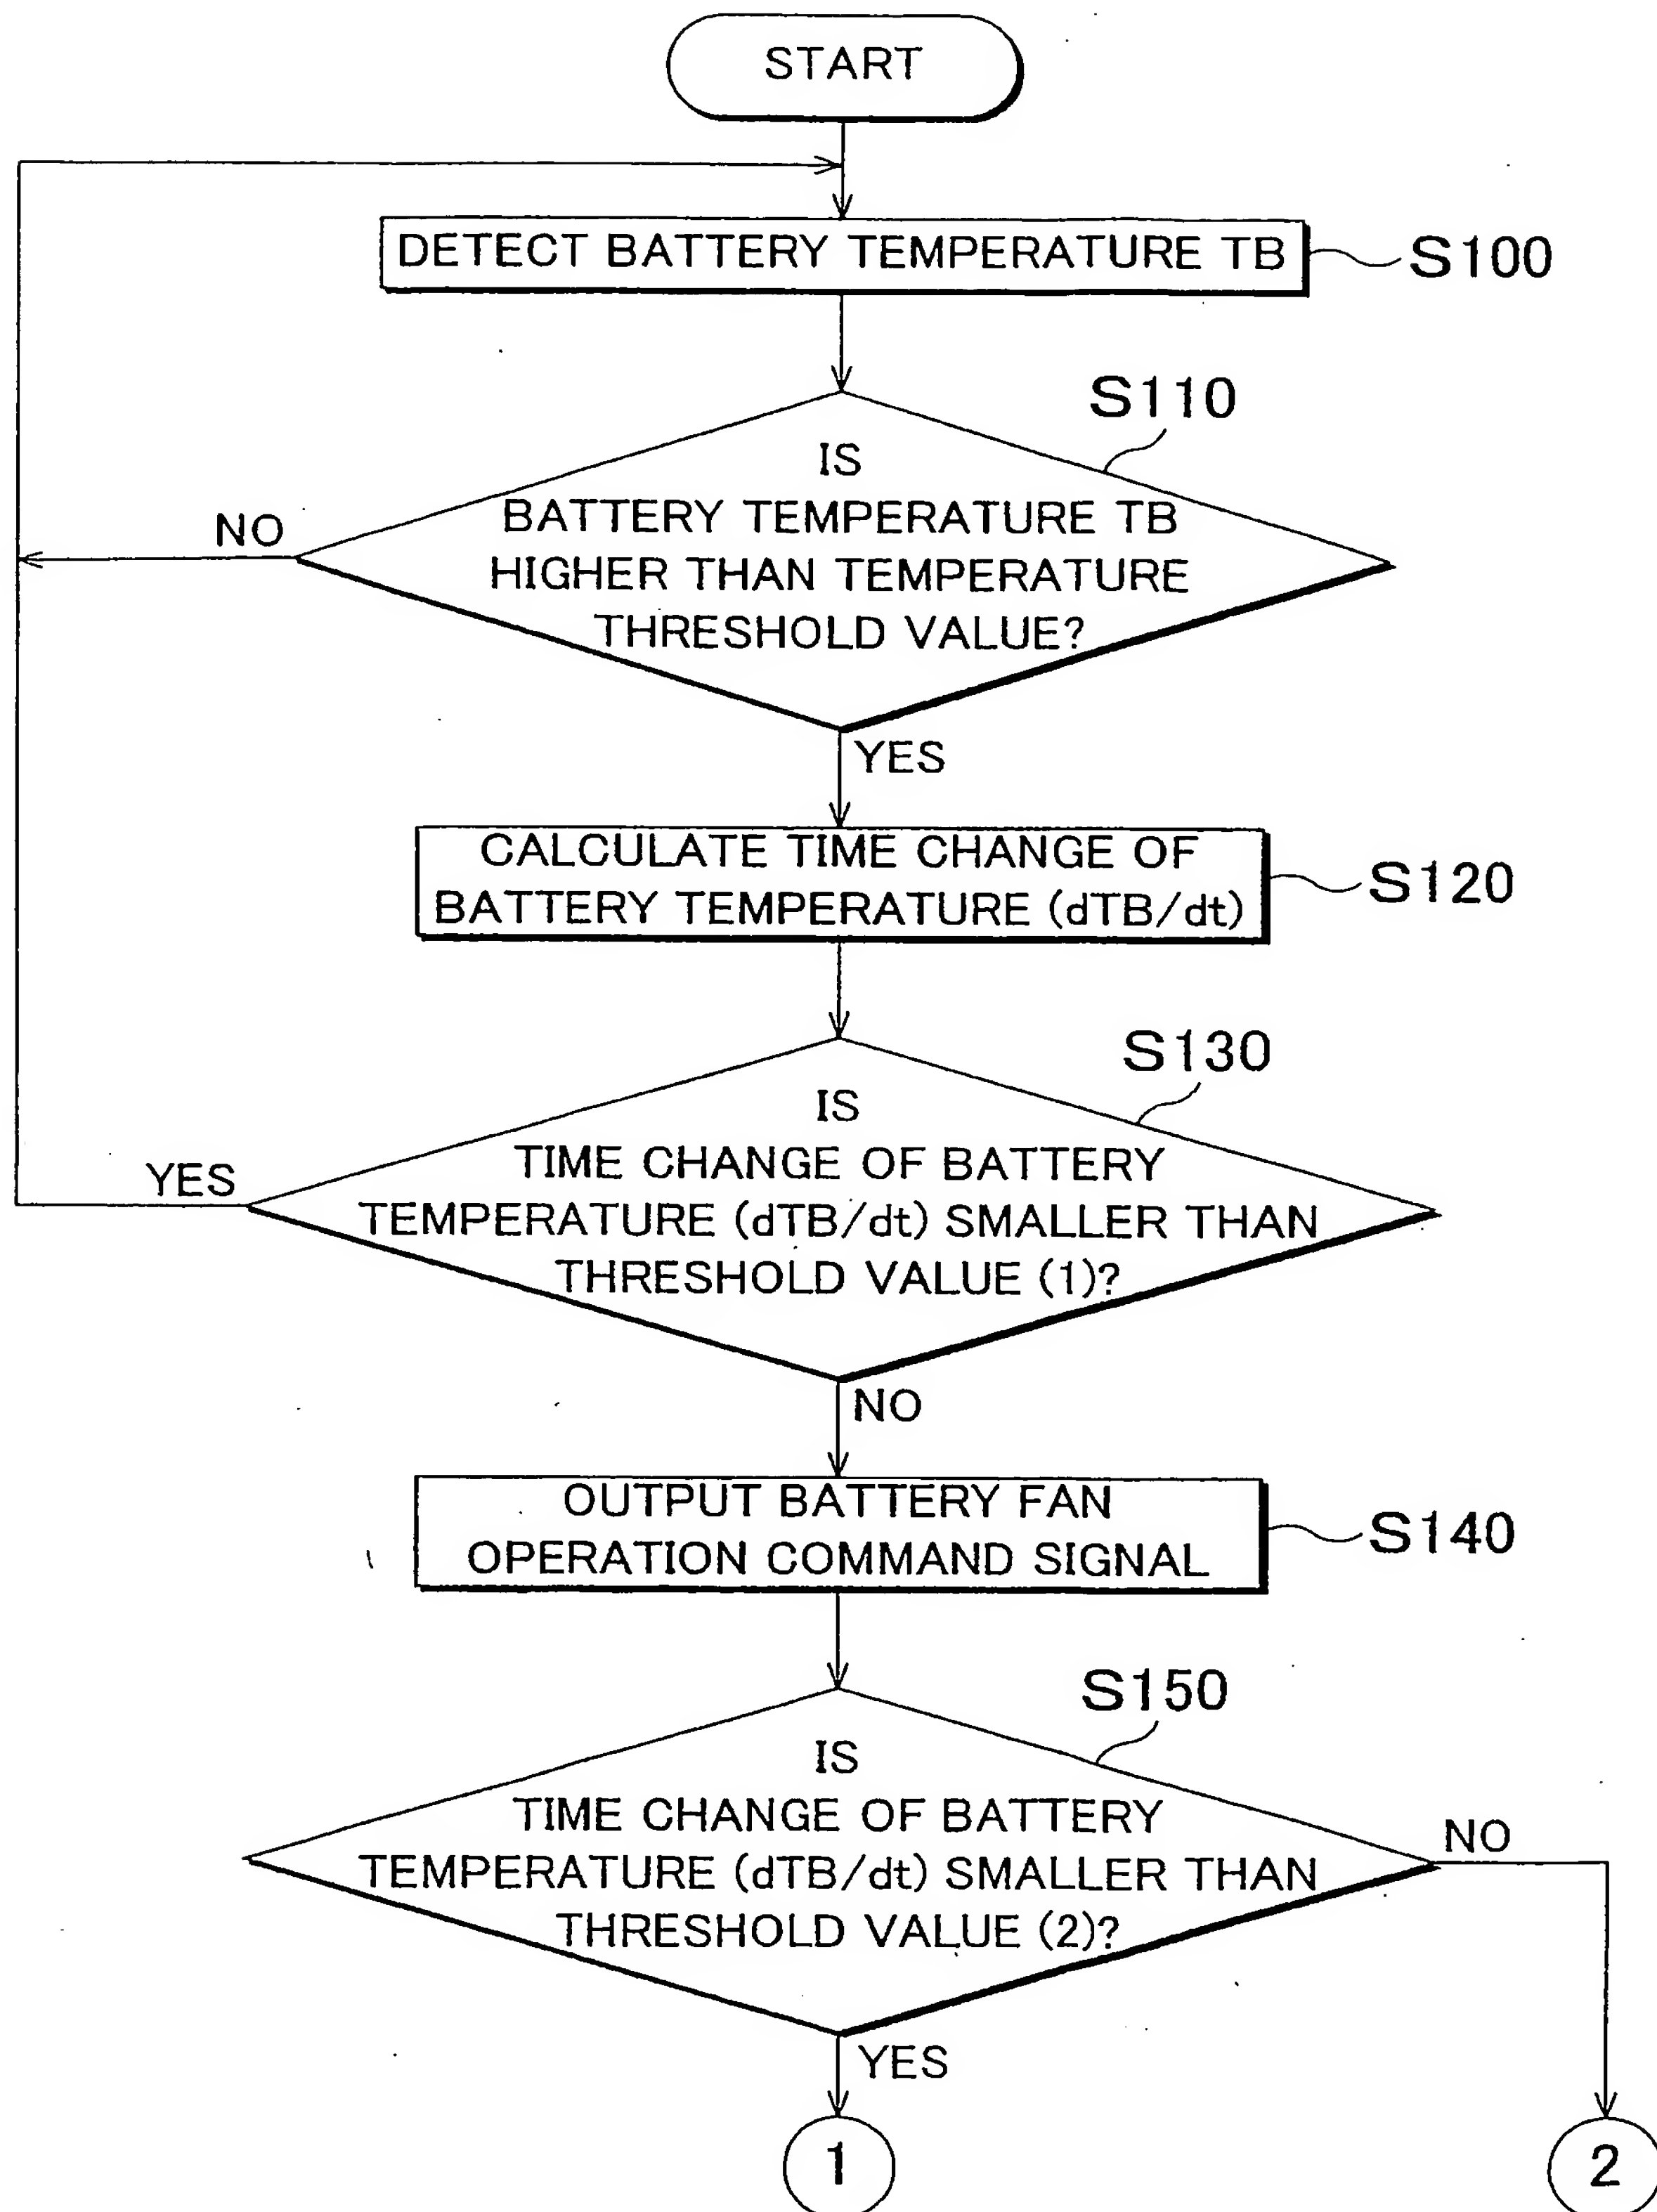 START
DETECT BATTERY TEMPERATURE TB
S100
S110
IS
BATTERY TEMPERATURE TB
HIGHER THAN TEMPERATURE
THRESHOLD VALUE?
NO
YES
CALCULATE TIME CHANGE OF
BATTERY TEMPERATURE (dTB/dt)
S120
S130
IS
TIME CHANGE OF BATTERY
TEMPERATURE (dTB/dt) SMALLER THAN
THRESHOLD VALUE (1)?
YES
NO
OUTPUT BATTERY FAN
OPERATION COMMAND SIGNAL
S140
S150
IS
TIME CHANGE OF BATTERY
TEMPERATURE (dTB/dt) SMALLER THAN
THRESHOLD VALUE (2)?
NO
YES
1
2